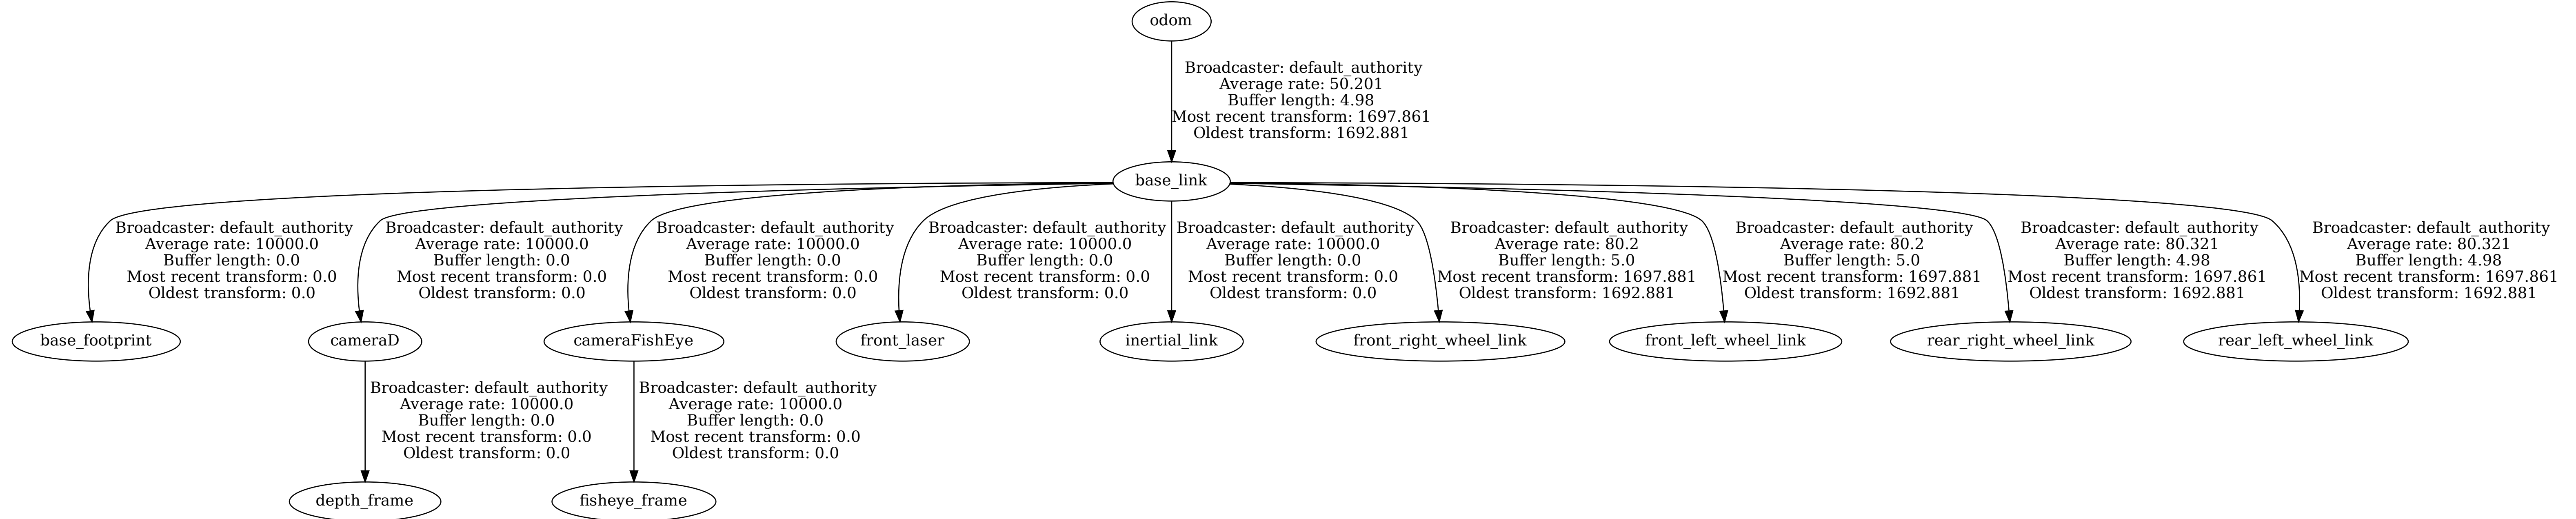 odom
Broadcaster: default_authority
Average rate: 50.201
Buffer length: 4.98
Most recent transform: 1697.861
Oldest transform: 1692.881
base_link
Broadcaster: default_authority
Average rate: 10000.0
Buffer length: 0.0
Most recent transform: 0.0
Oldest transform: 0.0
Broadcaster: default_authority
Average rate: 10000.0
Buffer length: 0.0
Most recent transform: 0.0
Oldest transform: 0.0
Broadcaster: default_authority
Average rate: 10000.0
Buffer length: 0.0
Most recent transform: 0.0
Oldest transform: 0.0
Broadcaster: default_authority
Average rate: 10000.0
Buffer length: 0.0
Most recent transform: 0.0
Oldest transform: 0.0
Broadcaster: default_authority
Average rate: 10000.0
Buffer length: 0.0
Most recent transform: 0.0
Oldest transform: 0.0
Broadcaster: default_authority
Average rate: 80.2
Buffer length: 5.0
Most recent transform: 1697.881
Oldest transform: 1692.881
Broadcaster: default_authority
Average rate: 80.2
Buffer length: 5.0
Most recent transform: 1697.881
Oldest transform: 1692.881
Broadcaster: default_authority
Average rate: 80.321
Buffer length: 4.98
Most recent transform: 1697.861
Oldest transform: 1692.881
Broadcaster: default_authority
Average rate: 80.321
Buffer length: 4.98
Most recent transform: 1697.861
Oldest transform: 1692.881
base_footprint
cameraD
cameraFishEye
front_laser
inertial_link
front_right_wheel_link
front_left_wheel_link
rear_right_wheel_link
rear_left_wheel_link
Broadcaster: default_authority
Average rate: 10000.0
Buffer length: 0.0
Most recent transform: 0.0
Oldest transform: 0.0
Broadcaster: default_authority
Average rate: 10000.0
Buffer length: 0.0
Most recent transform: 0.0
Oldest transform: 0.0
depth_frame
fisheye_frame